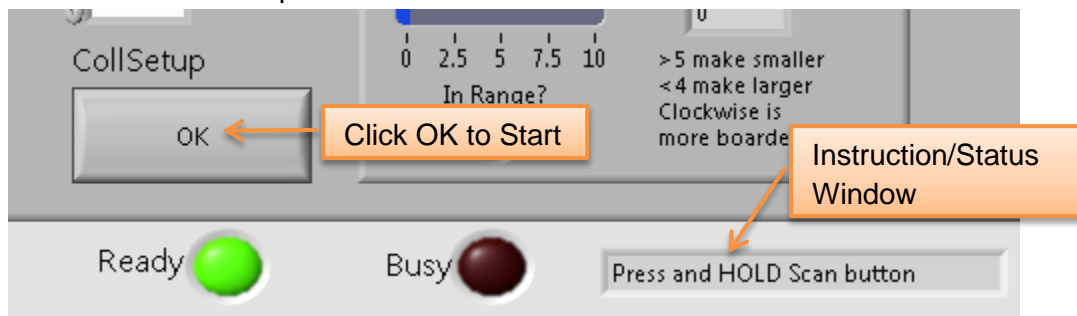 0
CollSetup
0 2.5 5 7.5 10
In Range?
>5 make smaller
<4 make larger
Clockwise is
more boarde
OK
Click OK to Start
Instruction/Status
Window
Ready
Busy
Press and HOLD Scan button